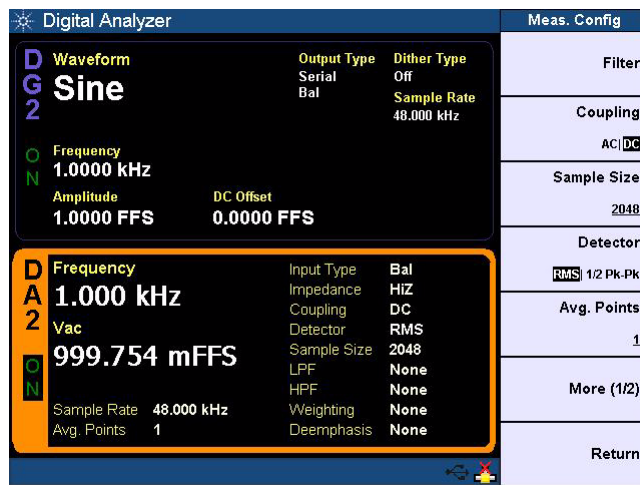 Digital Analyzer
Meas. Config
DG2
ON
Waveform
Sine
Output Type
Serial
Bal
Dither Type
Off
Sample Rate
48.000 kHz
Frequency
1.0000 kHz
Amplitude
1.0000 FFS
DC Offset
0.0000 FFS
DA2
ON
Frequency
1.000 kHz
Vac
999.754 mFFS
Sample Rate 48.000 kHz
Avg. Points 1
Input Type Bal
Impedance HiZ
Coupling DC
Detector RMS
Sample Size 2048
LPF None
HPF None
Weighting None
Deemphasis None
Filter
Coupling
AC| DC
Sample Size
2048
Detector
RMS| 1/2 Pk-Pk
Avg. Points
1
More (1/2)
Return